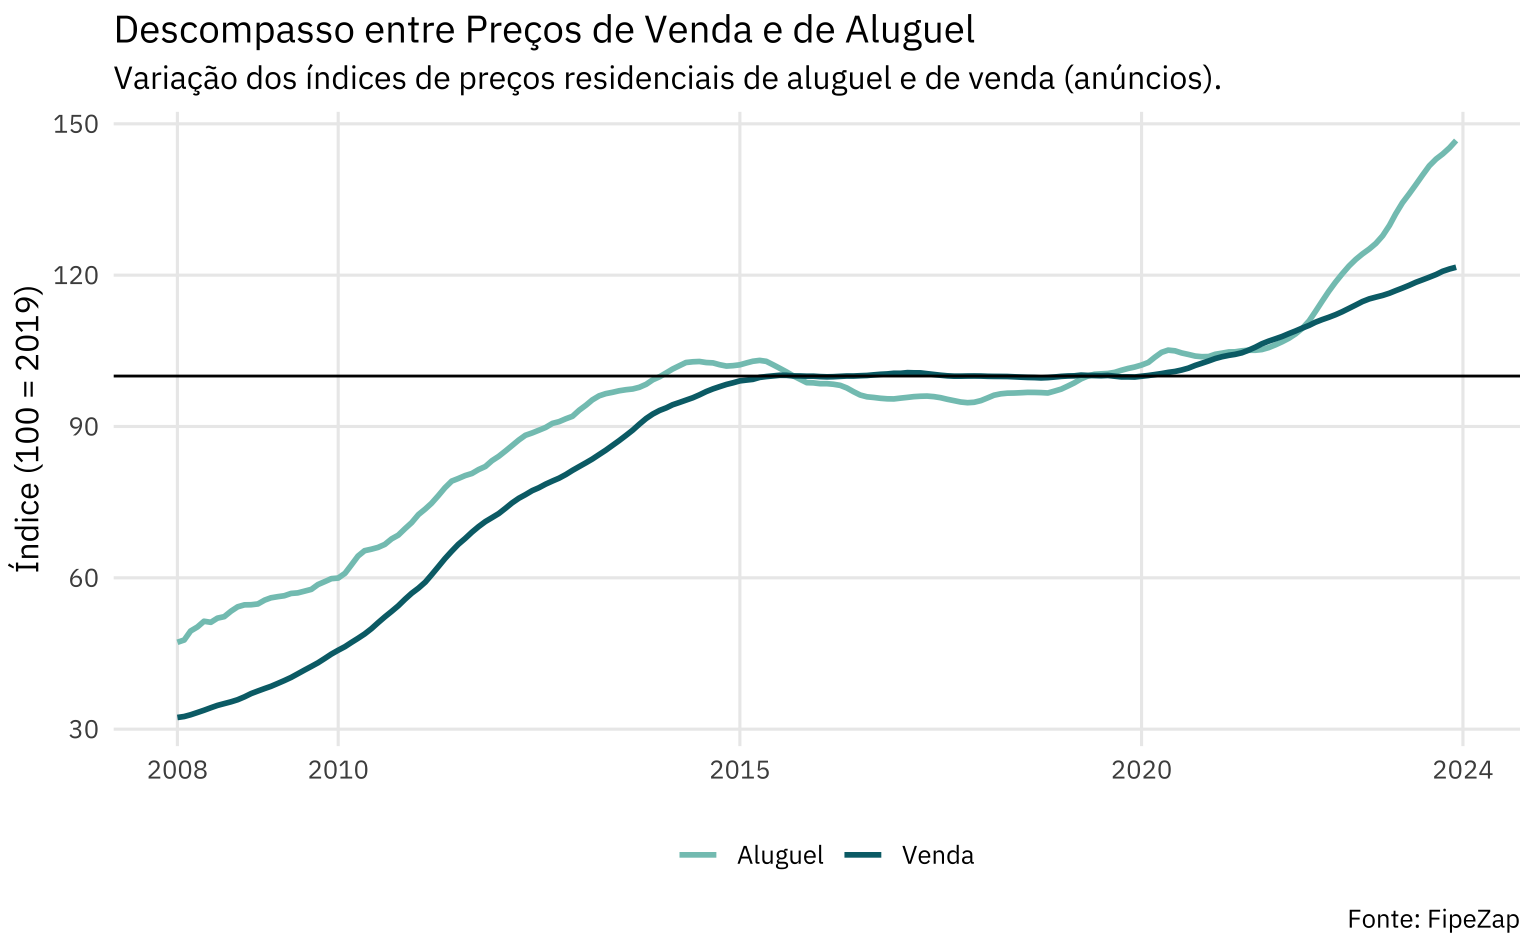 Descompasso entre Preços de Venda e de Aluguel
Variação dos índices de preços residenciais de aluguel e de venda (anúncios).
Índice (100 = 2019)
150
120
90
60
30
2008 2010 2015 2020 2024
Aluguel Venda
Fonte: FipeZap